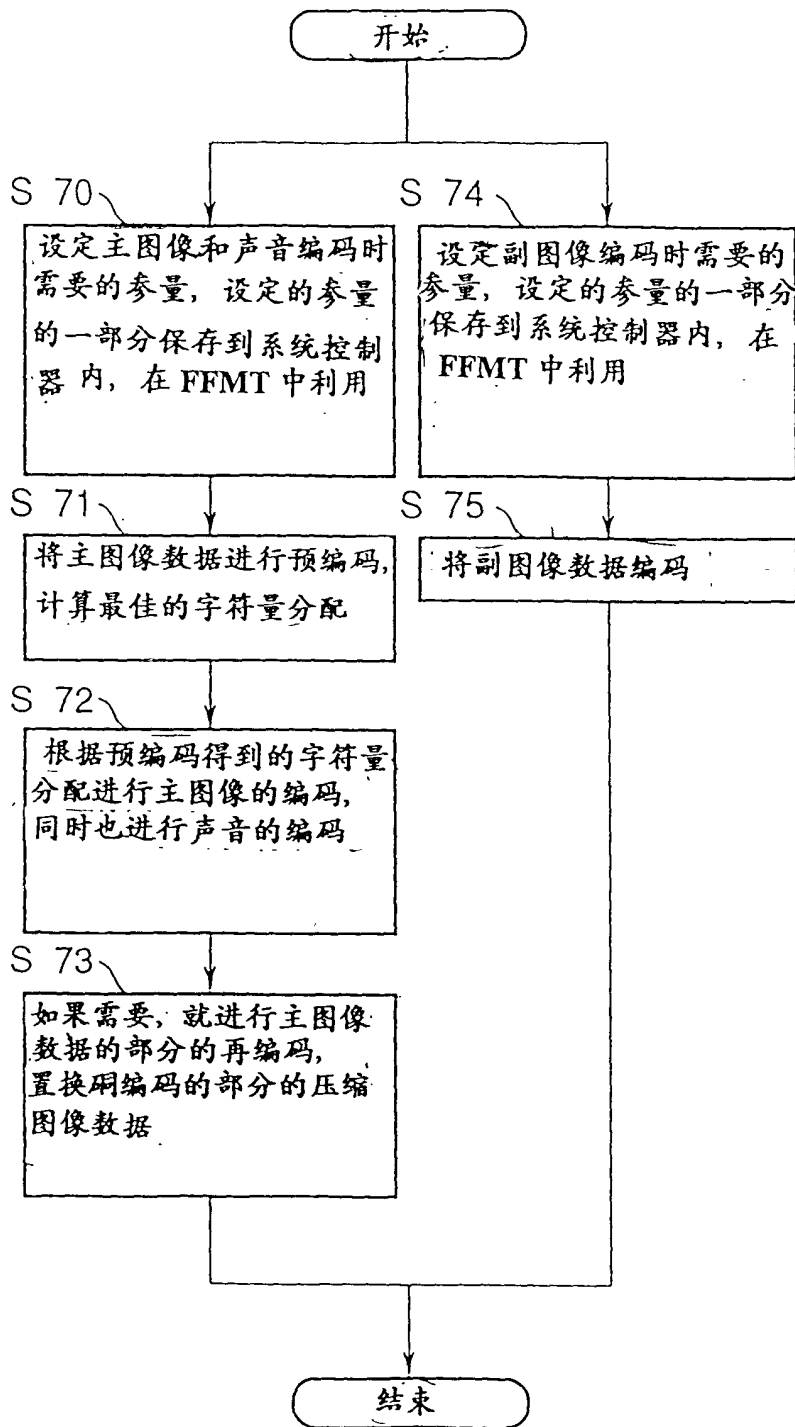 开始
S 70
设定主图像和声音编码时
需要的参量，设定的参量
的一部分保存到系统控制
器内，在 FFMT 中利用
S 71
将主图像数据进行预编码，
计算最佳的字符量分配
S 72
根据预编码得到的字符量
分配进行主图像的编码，
同时也进行声音的编码
S 73
如果需要，就进行主图像
数据的部分的再编码，
置换硐编码的部分的压缩
图像数据
S 74
设定副图像编码时需要的
参量，设定的参量的一部分
保存到系统控制器内，在
FFMT 中利用
S 75
将副图像数据编码
结束